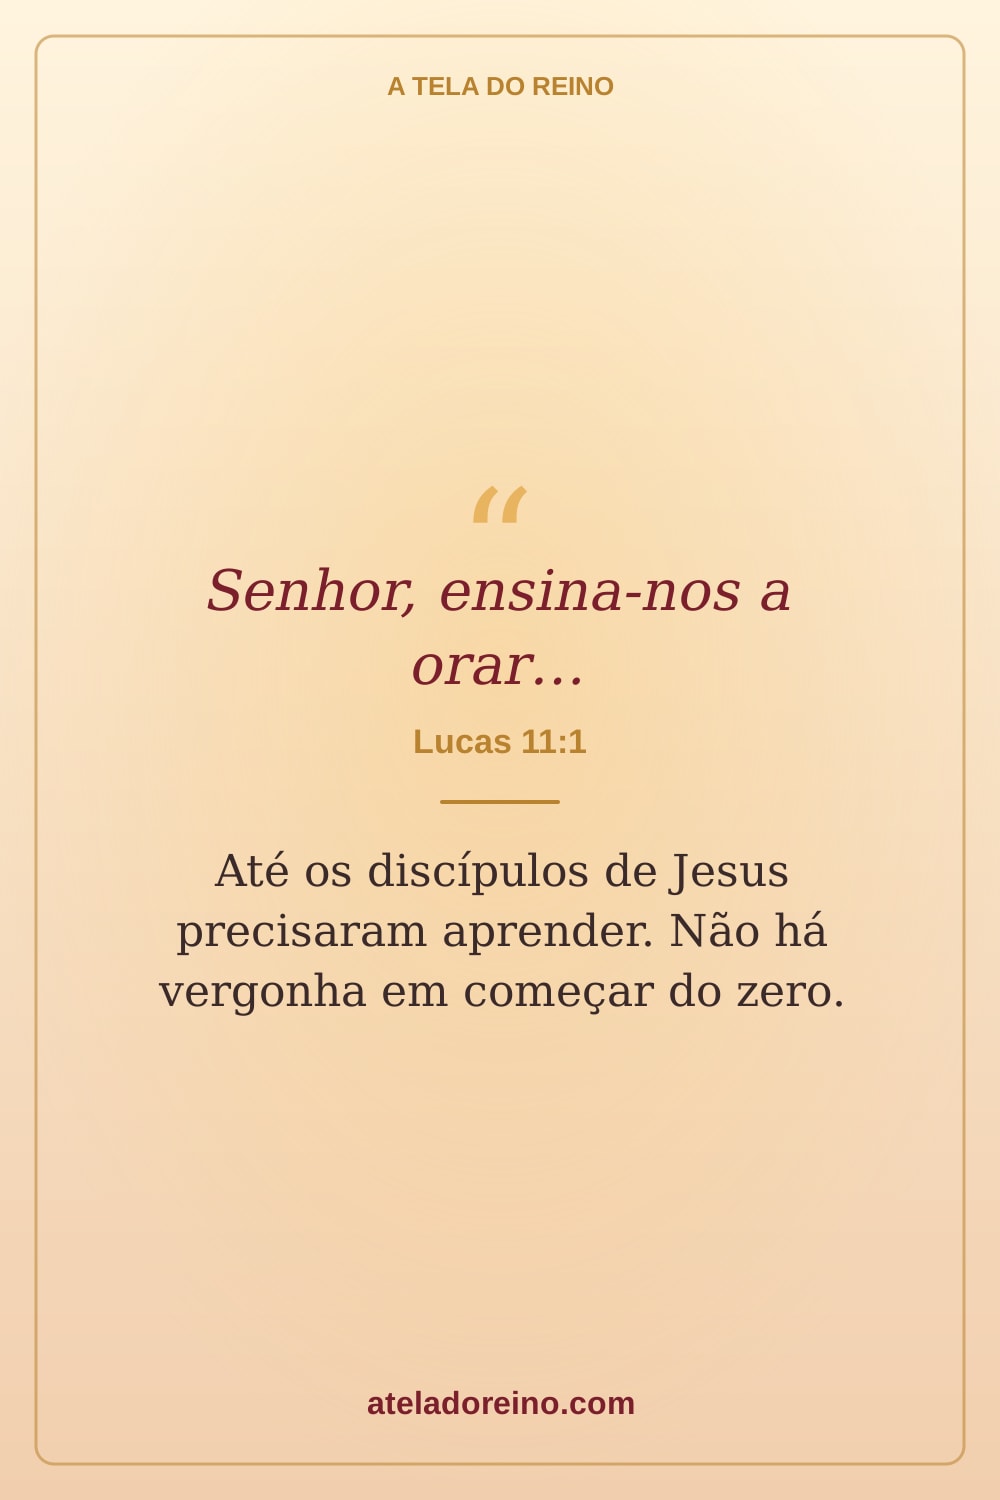 A TELA DO REINO
“
Senhor, ensina-nos a
orar…
Lucas 11:1
Até os discípulos de Jesus
precisaram aprender. Não há
vergonha em começar do zero.
ateladoreino.com